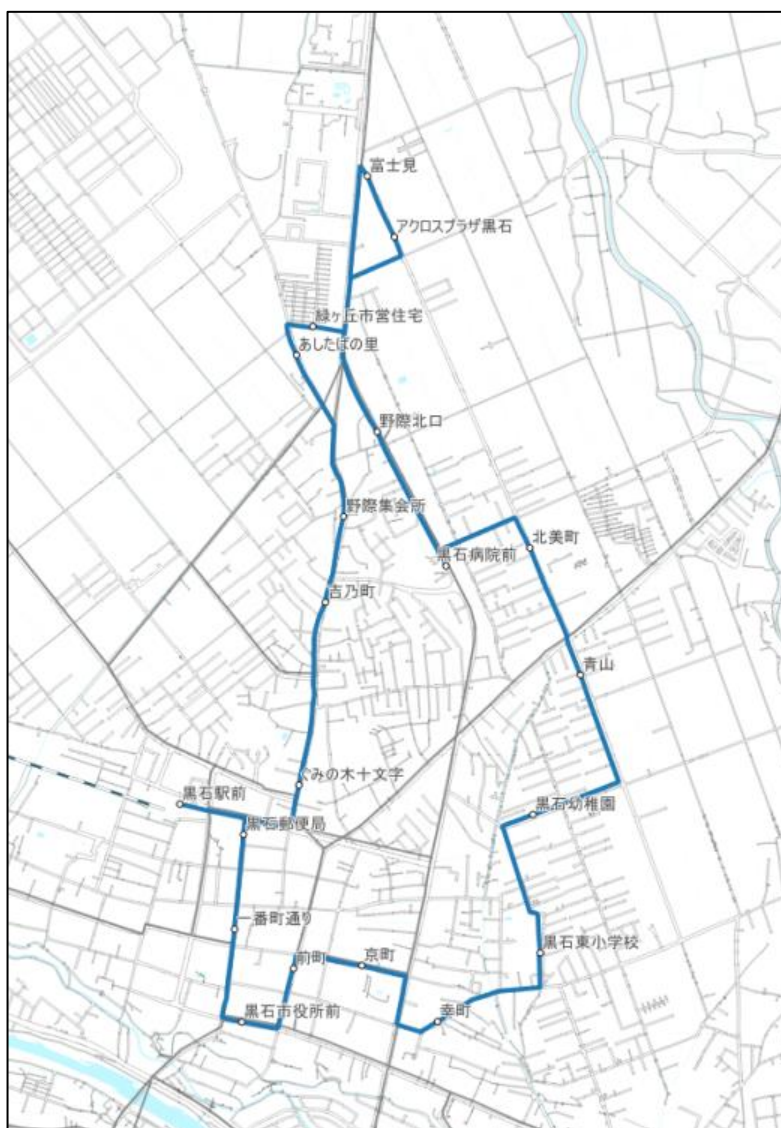 富士見
アクロスプラザ黒石
緑ヶ丘市営住宅
あしたばの里
野際北口
野際集会所
北美町
黒石病院前
吉乃町
青山
ぐみの木十文字
黒石駅前
黒石幼稚園
黒石郵便局
一番町通り
黒石東小学校
前町
京町
黒石市役所前
幸町